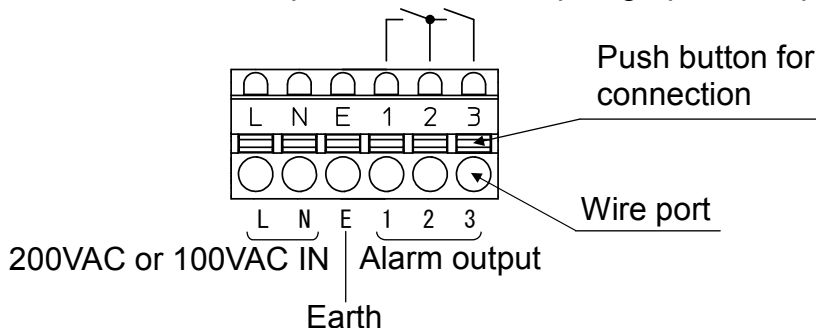 Push button for
connection
L N E 1 2 3
L N E 1 2 3
Wire port
200VAC or 100VAC IN
Alarm output
Earth